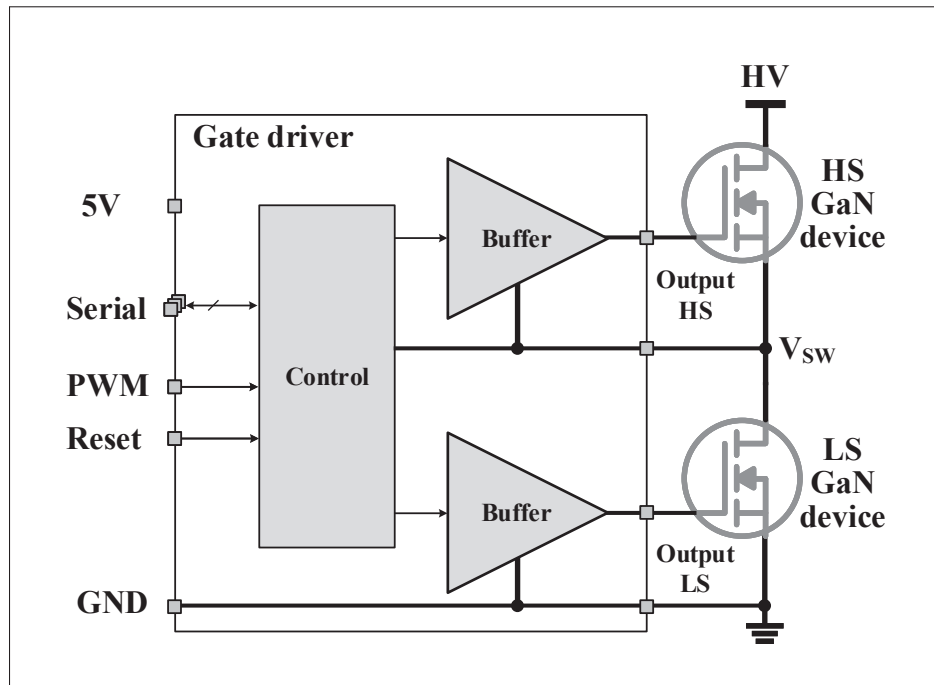 HV
Gate driver
HS
GaN
device
5V
Buffer
Output
HS
Serial
V_SW
Control
PWM
Reset
LS
GaN
device
Buffer
Output
LS
GND